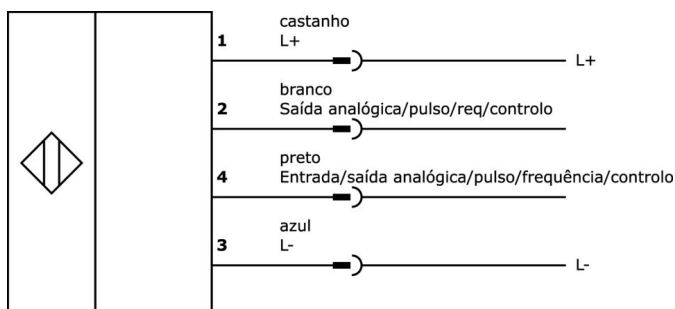 castanho
1 L+ L+
branco
2 Saída analógica/pulso/req/controlo
preto
4 Entrada/saída analógica/pulso/frequência/controlo
azul
3 L- L-